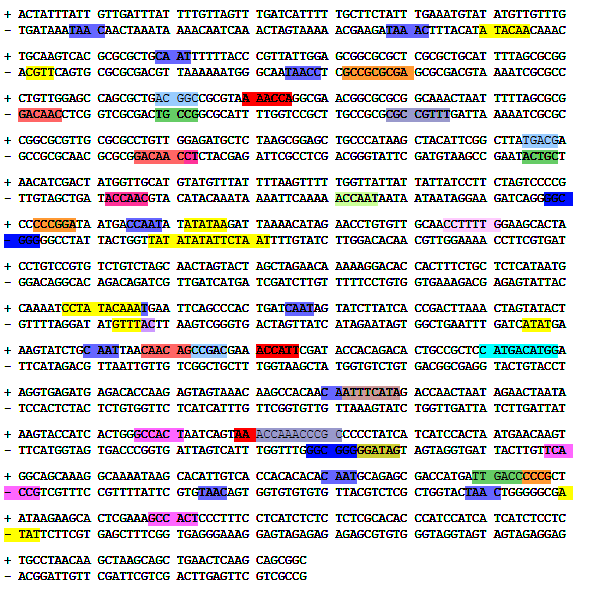 + ACTATTTATT GTTGATTTAT TTTGTTAGTT TGATCATTTT TGCTTCTATT TGAAATGTAT ATGTTGTTTG
- TGATAAATAA CAACTAAATA AAACAATCAA ACTAGTAAAA ACGAAGATAA ACTTTACATA TACAACAAAC
+ TGCAAGTCAC GCGCGCTGCA ATTTTTTACC CGTTATTGGA GCGGCGCGCT CGCGCTGCAT TTTAGCGCGG
- ACGTTCAGTG CGCGCGACGT TAAAAAATGG GCAATAACCT CGCCGCGCGA GCGCGACGTA AAATCGCGCC
+ CTGTTGGAGC CAGCGCTGAC GGCCGCGTAA AACCAGGCGA ACGGCGCGCG GCAAACTAAT TTTTAGCGCG
- GACAACCTCG GTCGCGACTG CCGGCGCATT TTGGTCCGCT TGCCGCGCGC CGTTTGATTA AAAATCGCGC
+ CGGCGCGTTG CGCGCCTGTT GGAGATGCTC TAAGCGGAGC TGCCCATAAG CTACATTCGG CTTATGACGA
- GCCGCGCAAC GCGCGGACAA CCTCTACGAG ATTCGCCTCG ACGGGTATTC GATGTAAGCC GAATACTGCT
+ AACATCGACT ATGGTTGCAT GTATGTTTAT TTTAAGTTTT TGGTTATTAT TATTATCCTT CTAGTCCCCG
- TTGTAGCTGA TACCAACGTA CATACAAATA AAATTCAAAA ACCAATAATA ATAATAGGAA GATCAGGGGC
+ CCCCCGGATA ATGACCAATA TATATAAGAT TAAAACATAG AACCTGTGTT GCAACCTTTT GGAAGCACTA
- GGGGGCCTAT TACTGGTTAT ATATATTCTA ATTTTGTATC TTGGACACAA CGTTGGAAAA CCTTCGTGAT
+ CCTGTCCGTG TCTGTCTAGC AACTAGTACT AGCTAGAACA AAAAGGACAC CACTTTCTGC TCTCATAATG
- GGACAGGCAC AGACAGATCG TTGATCATGA TCGATCTTGT TTTTCCTGTG GTGAAAGACG AGAGTATTAC
+ CAAAATCCTA TACAAATGAA TTCAGCCCAC TGATCAATAG TATCTTATCA CCGACTTAAA CTAGTATACT
- GTTTTAGGAT ATGTTTACTT AAGTCGGGTG ACTAGTTATC ATAGAATAGT GGCTGAATTT GATCATATGA
+ AAGTATCTGC AATTAACAAC AGCCGACGAA ACCATTCGAT ACCACAGACA CTGCCGCTCC ATGACATGGA
- TTCATAGACG TTAATTGTTG TCGGCTGCTT TGGTAAGCTA TGGTGTCTGT GACGGCGAGG TACTGTACCT
+ AGGTGAGATG AGACACCAAG AGTAGTAAAC AAGCCACAAC AATTTCATAG ACCAACTAAT AGAACTAATA
- TCCACTCTAC TCTGTGGTTC TCATCATTTG TTCGGTGTTG TTAAAGTATC TGGTTGATTA TCTTGATTAT
+ AAGTACCATC ACTGGGCCAC TAATCAGTAA ACCAAACCCG CCCCCTATCA TCATCCACTA ATGAACAAGT
- TTCATGGTAG TGACCCGGTG ATTAGTCATT TGGTTTGGGC GGGGGATAGT AGTAGGTGAT TACTTGTTCA
+ GGCAGCAAAG GCAAAATAAG CACATTGTCA CCACACACAC AATGCAGAGC GACCATGATT GACCCCCGCT
- CCGTCGTTTC CGTTTTATTC GTGTAACAGT GGTGTGTGTG TTACGTCTCG CTGGTACTAA CTGGGGGCGA
+ ATAAGAAGCA CTCGAAAGCC ACTCCCTTTC CTCATCTCTC TCTCGCACAC CCATCCATCA TCATCTCCTC
- TATTCTTCGT GAGCTTTCGG TGAGGGAAAG GAGTAGAGAG AGAGCGTGTG GGTAGGTAGT AGTAGAGGAG
+ TGCCTAACAA GCTAAGCAGC TGAACTCAAG CAGCGGC
- ACGGATTGTT CGATTCGTCG ACTTGAGTTC GTCGCCG